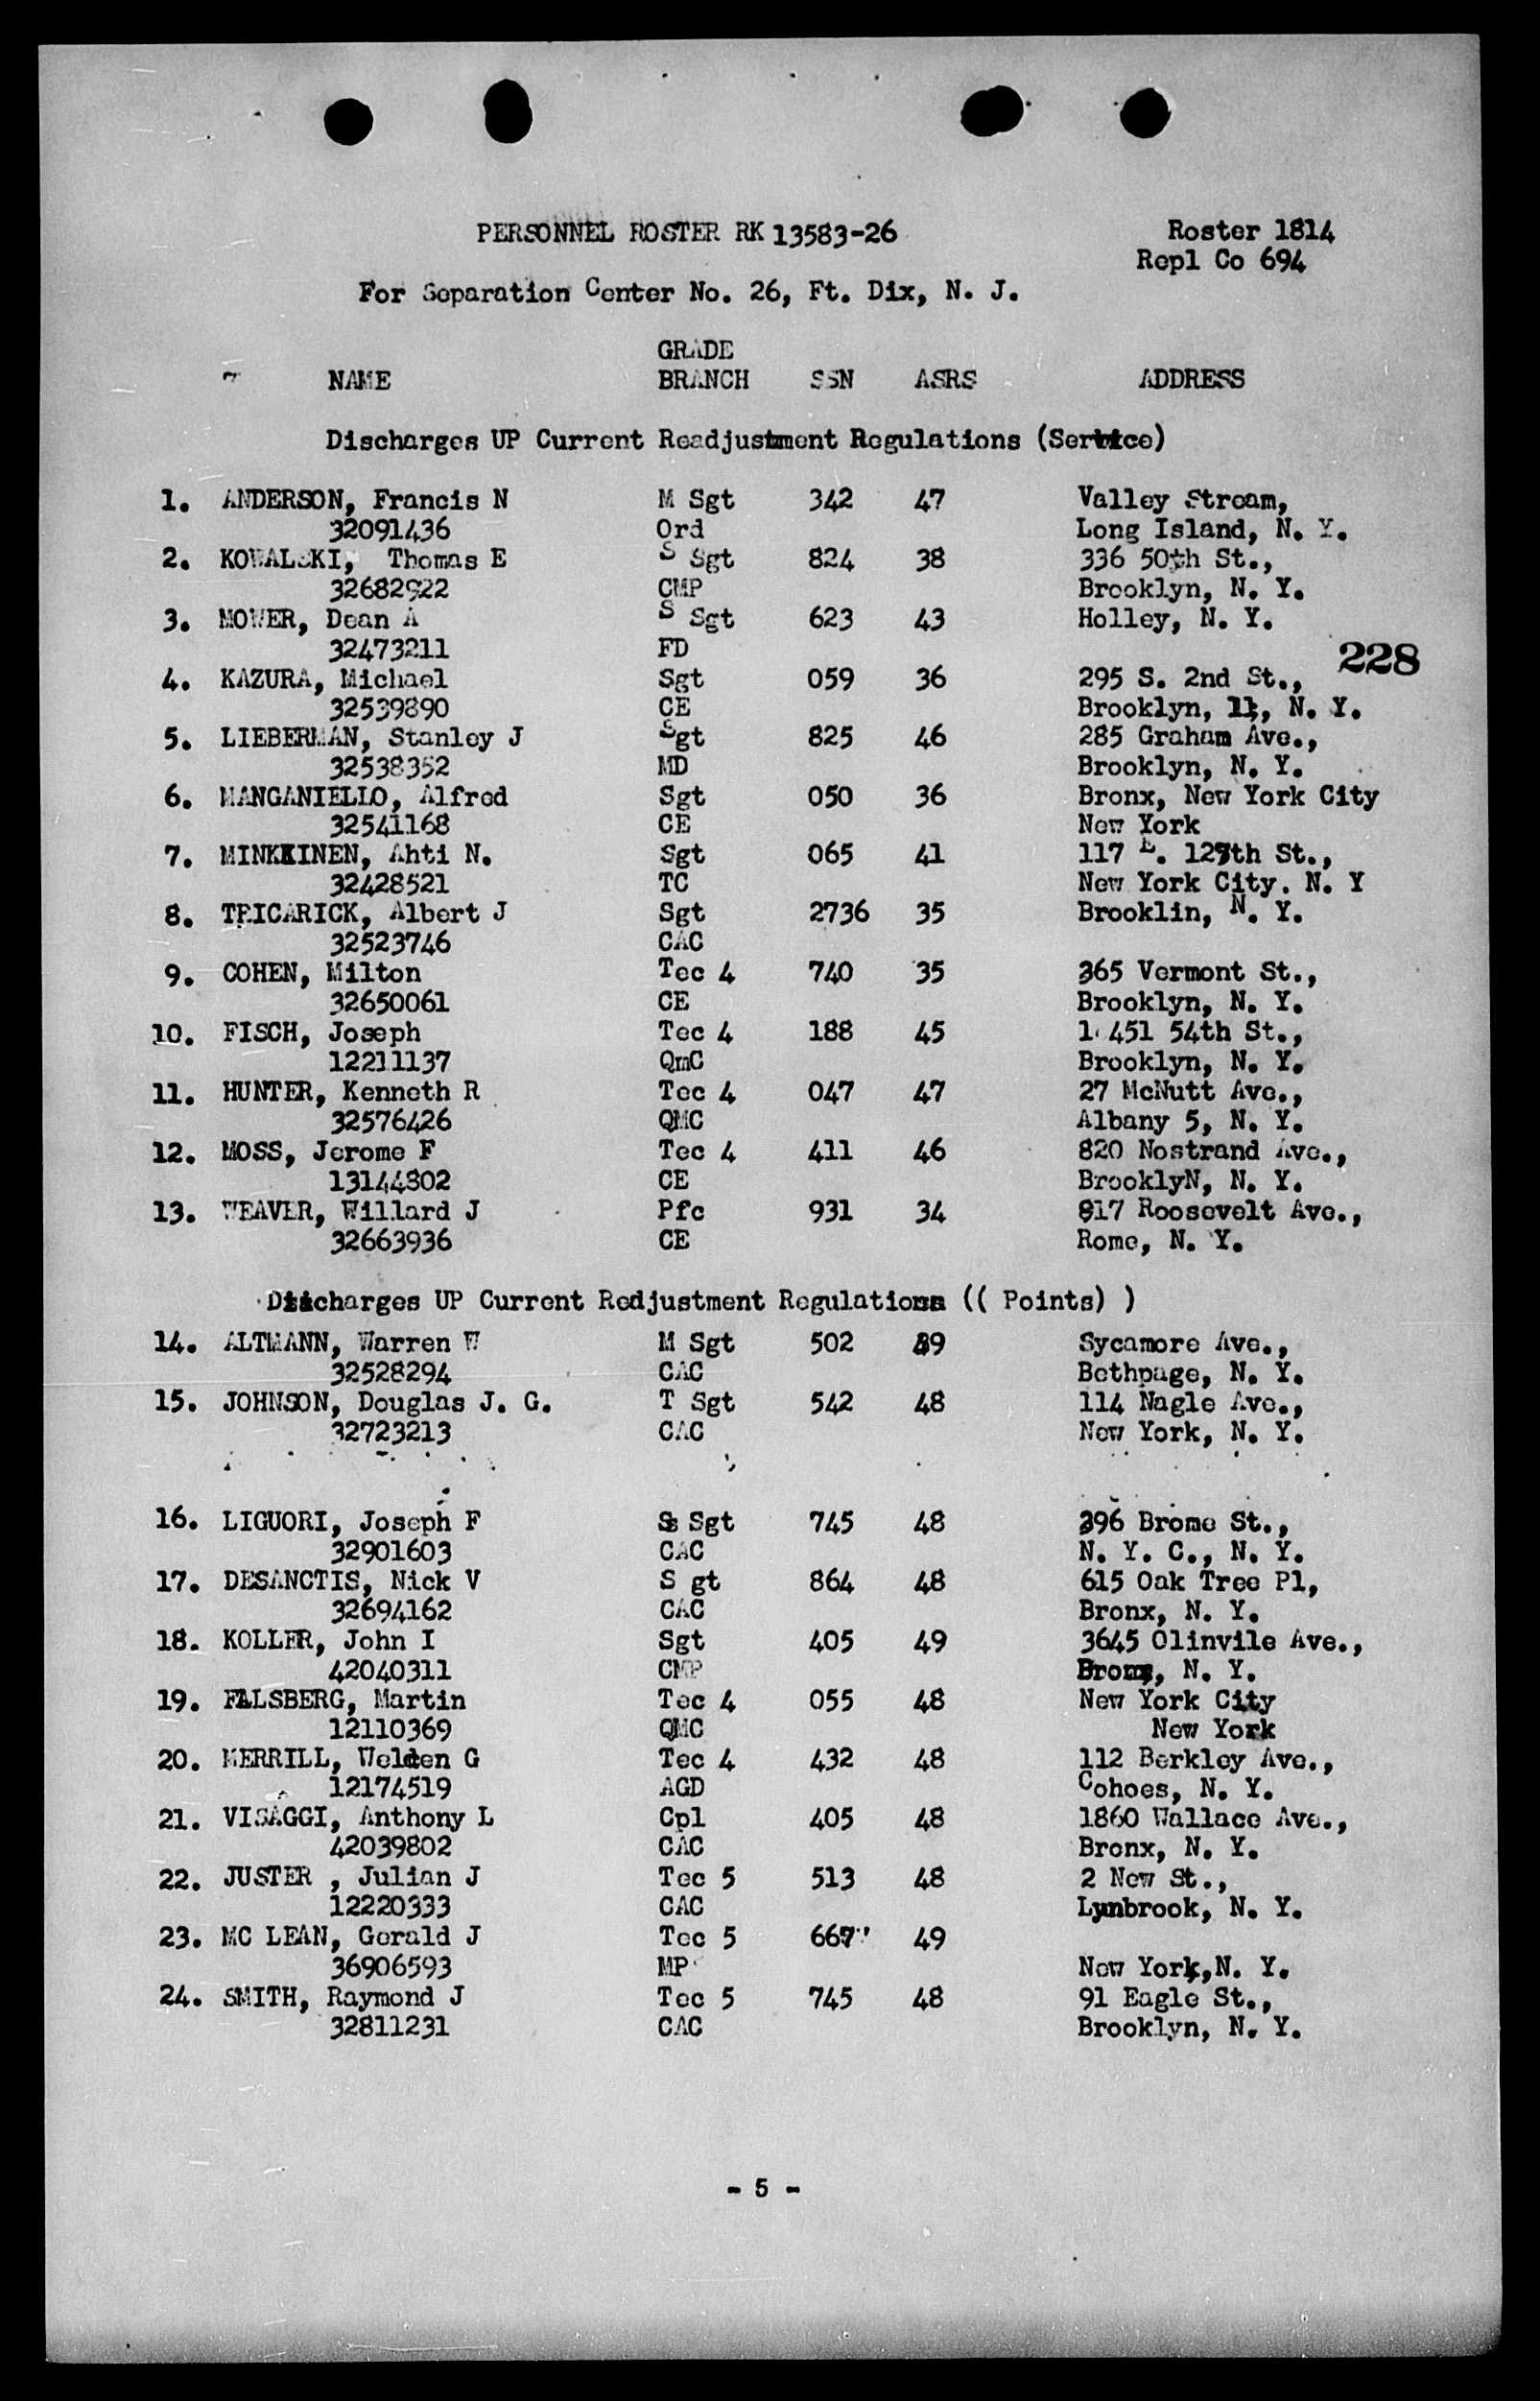 PERSONNEL ROSTER RK 13583-26 Roster 1814
Repl Co 694
For Separation Center No. 26, Ft. Dix, N. J.
GRADE
NAME BRANCH SSN ASRS ADDRESS
Discharges UP Current Readjustment Regulations (Service)
1. ANDERSON, Francis N M Sgt 342 47 Valley Stream,
32091436 Ord Long Island, N. Y.
2. KOWALSKI, Thomas E S Sgt 824 38 336 50th St.,
32682922 CMP Brooklyn, N. Y.
3. MOWER, Dean A S Sgt 623 43 Holley, N. Y.
32473211 FD
228
4. KAZURA, Michael Sgt 059 36 295 S. 2nd St.,
32539890 CE Brooklyn, 11, N. Y.
5. LIEBERMAN, Stanley J Sgt 825 46 285 Graham Ave.,
32538352 MD Brooklyn, N. Y.
6. MANGANIELLO, Alfred Sgt 050 36 Bronx, New York City
32541168 CE New York
7. MINKKINEN, Ahti N. Sgt 065 41 117 E. 127th St.,
32428521 TC New York City. N. Y
8. TRICARICK, Albert J Sgt 2736 35 Brooklin, N. Y.
32523746 CAC
9. COHEN, Milton Tec 4 740 35 365 Vermont St.,
32650061 CE Brooklyn, N. Y.
10. FISCH, Joseph Tec 4 188 45 1451 54th St.,
12211137 QmC Brooklyn, N. Y.
11. HUNTER, Kenneth R Tec 4 047 47 27 McNutt Ave.,
32576426 QMC Albany 5, N. Y.
12. MOSS, Jerome F Tec 4 411 46 820 Nostrand Ave.,
13144802 CE BrooklyN, N. Y.
13. WEAVER, Willard J Pfc 931 34 817 Roosevelt Ave.,
32663936 CE Rome, N. Y.
Discharges UP Current Redjustment Regulations (( Points) )
14. ALTMANN, Warren W M Sgt 502 89 Sycamore Ave.,
32528294 CAC Bethpage, N. Y.
15. JOHNSON, Douglas J. G. T Sgt 542 48 114 Nagle Ave.,
32723213 CAC New York, N. Y.
16. LIGUORI, Joseph F S Sgt 745 48 396 Brome St.,
32901603 CAC N. Y. C., N. Y.
17. DESANCTIS, Nick V S gt 864 48 615 Oak Tree Pl,
32694162 CAC Bronx, N. Y.
18. KOLLER, John I Sgt 405 49 3645 Olinvile Ave.,
42040311 CMP Bronx, N. Y.
19. FALSBERG, Martin Tec 4 055 48 New York City
12110369 QMC New York
20. MERRILL, Welden G Tec 4 432 48 112 Berkley Ave.,
12174519 AGD Cohoes, N. Y.
21. VISAGGI, Anthony L Cpl 405 48 1860 Wallace Ave.,
42039802 CAC Bronx, N. Y.
22. JUSTER , Julian J Tec 5 513 48 2 New St.,
12220333 CAC Lynbrook, N. Y.
23. MC LEAN, Gerald J Tec 5 667 49
36906593 MP New York,N. Y.
24. SMITH, Raymond J Tec 5 745 48 91 Eagle St.,
32811231 CAC Brooklyn, N. Y.
- 5 -